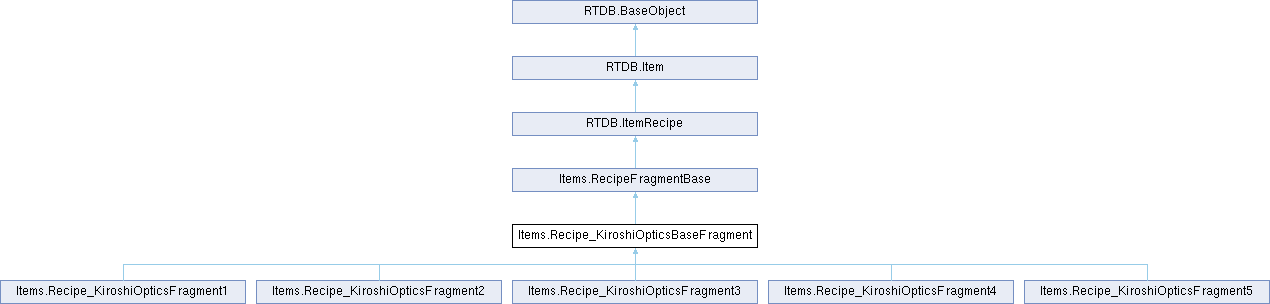 RTDB.BaseObject
RTDB.Item
RTDB.ItemRecipe
Items.RecipeFragmentBase
Items.Recipe_KiroshiOpticsBaseFragment
Items.Recipe_KiroshiOpticsFragment1
Items.Recipe_KiroshiOpticsFragment2
Items.Recipe_KiroshiOpticsFragment3
Items.Recipe_KiroshiOpticsFragment4
Items.Recipe_KiroshiOpticsFragment5